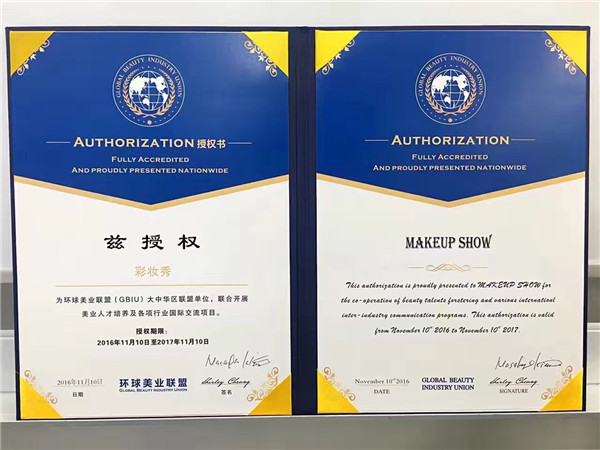 GLOBAL BEAUTY INDUSTRY UNION
AUTHORIZATION 授权书
FULLY ACCREDITED
AND PROUDLY PRESENTED NATIONWIDE
兹授权
彩妆秀
为环球美业联盟（GBIU）大中华区联盟单位，联合开展
美业人才培养及各项行业国际交流项目。
授权期限：
2016年11月10日至2017年11月10日
2016年11月10日
日期
环球美业联盟
GLOBAL BEAUTY INDUSTRY UNION
Shirley Cheung
签名
GLOBAL BEAUTY INDUSTRY UNION
AUTHORIZATION
FULLY ACCREDITED
AND PROUDLY PRESENTED NATIONWIDE
MAKEUP SHOW
This authorization is proudly presented to MAKEUP SHOW for
the co-operation of beauty talents forstering and various internationl
inter-industry communication programs. This authorization is valid
from November 10th 2016 to November 10th 2017.
November 10th 2016
DATE
GLOBAL BEAUTY
INDUSTRY UNION
Shirley Cheung
SIGNATURE